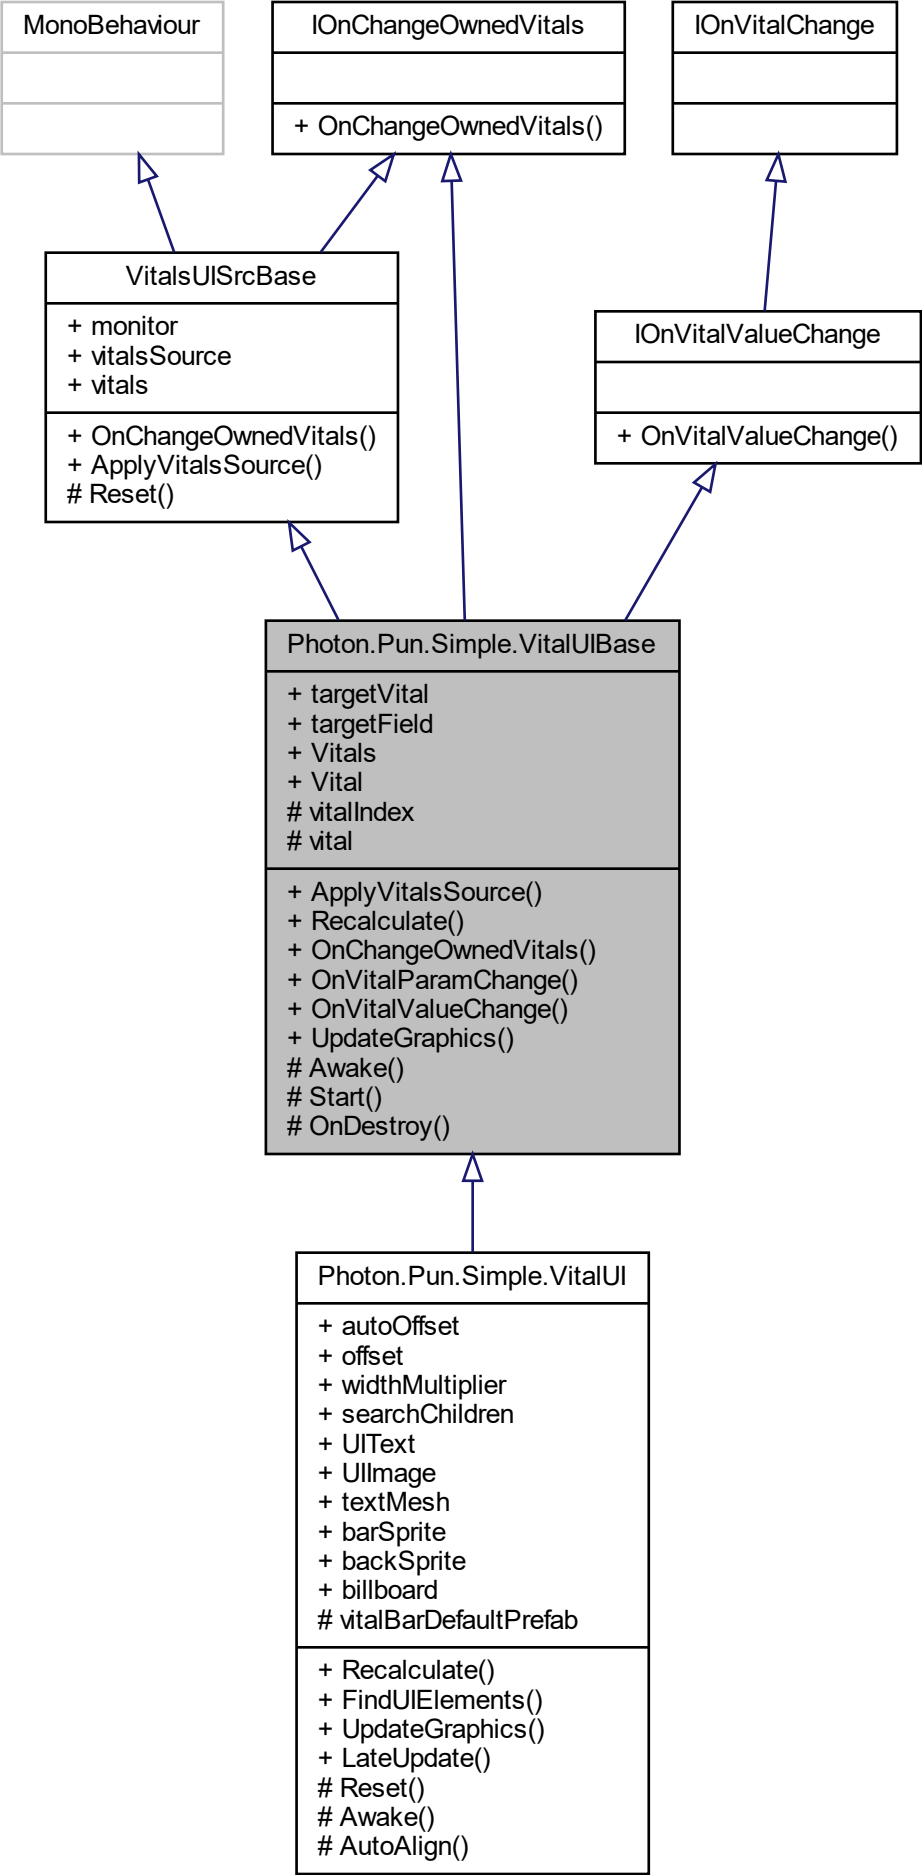 MonoBehaviour
IOnChangeOwnedVitals
+ OnChangeOwnedVitals()
IOnVitalChange
VitalsUISrcBase
+ monitor
+ vitalsSource
+ vitals
+ OnChangeOwnedVitals()
+ ApplyVitalsSource()
# Reset()
IOnVitalValueChange
+ OnVitalValueChange()
Photon.Pun.Simple.VitalUIBase
+ targetVital
+ targetField
+ Vitals
+ Vital
# vitalIndex
# vital
+ ApplyVitalsSource()
+ Recalculate()
+ OnChangeOwnedVitals()
+ OnVitalParamChange()
+ OnVitalValueChange()
+ UpdateGraphics()
# Awake()
# Start()
# OnDestroy()
Photon.Pun.Simple.VitalUI
+ autoOffset
+ offset
+ widthMultiplier
+ searchChildren
+ UIText
+ UIImage
+ textMesh
+ barSprite
+ backSprite
+ billboard
# vitalBarDefaultPrefab
+ Recalculate()
+ FindUIElements()
+ UpdateGraphics()
+ LateUpdate()
# Reset()
# Awake()
# AutoAlign()